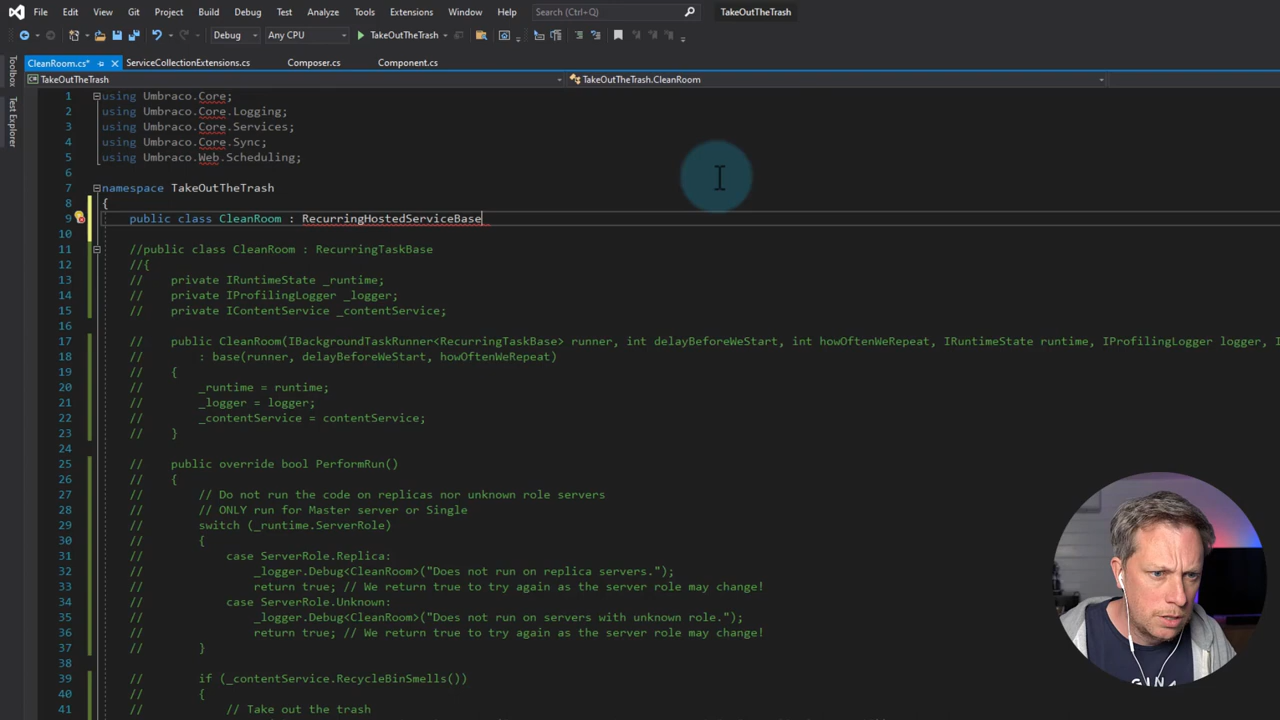 File Edit View Git Project Build Debug Test Analyze Tools Extensions Window Help Search (Ctrl+Q) TakeOutTheTrash
Debug Any CPU TakeOutTheTrash
CleanRoom.cs* ServiceCollectionExtensions.cs Composer.cs Component.cs
Toolbox
Test Explorer
TakeOutTheTrash TakeOutTheTrash.CleanRoom
1 using Umbraco.Core;
2 using Umbraco.Core.Logging;
3 using Umbraco.Core.Services;
4 using Umbraco.Core.Sync;
5 using Umbraco.Web.Scheduling;
6
7 namespace TakeOutTheTrash
8 {
9 public class CleanRoom : RecurringHostedServiceBase
10
11 //public class CleanRoom : RecurringTaskBase
12 //{
13 // private IRuntimeState _runtime;
14 // private IProfilingLogger _logger;
15 // private IContentService _contentService;
16
17 // public CleanRoom(IBackgroundTaskRunner<RecurringTaskBase> runner, int delayBeforeWeStart, int howOftenWeRepeat, IRuntimeState runtime, IProfilingLogger logger, I
18 // : base(runner, delayBeforeWeStart, howOftenWeRepeat)
19 // {
20 // _runtime = runtime;
21 // _logger = logger;
22 // _contentService = contentService;
23 // }
24
25 // public override bool PerformRun()
26 // {
27 // // Do not run the code on replicas nor unknown role servers
28 // // ONLY run for Master server or Single
29 // switch (_runtime.ServerRole)
30 // {
31 // case ServerRole.Replica:
32 // _logger.Debug<CleanRoom>("Does not run on replica servers.");
33 // return true; // We return true to try again as the server role may change!
34 // case ServerRole.Unknown:
35 // _logger.Debug<CleanRoom>("Does not run on servers with unknown role.");
36 // return true; // We return true to try again as the server role may change!
37 // }
38
39 // if (_contentService.RecycleBinSmells())
40 // {
41 // // Take out the trash